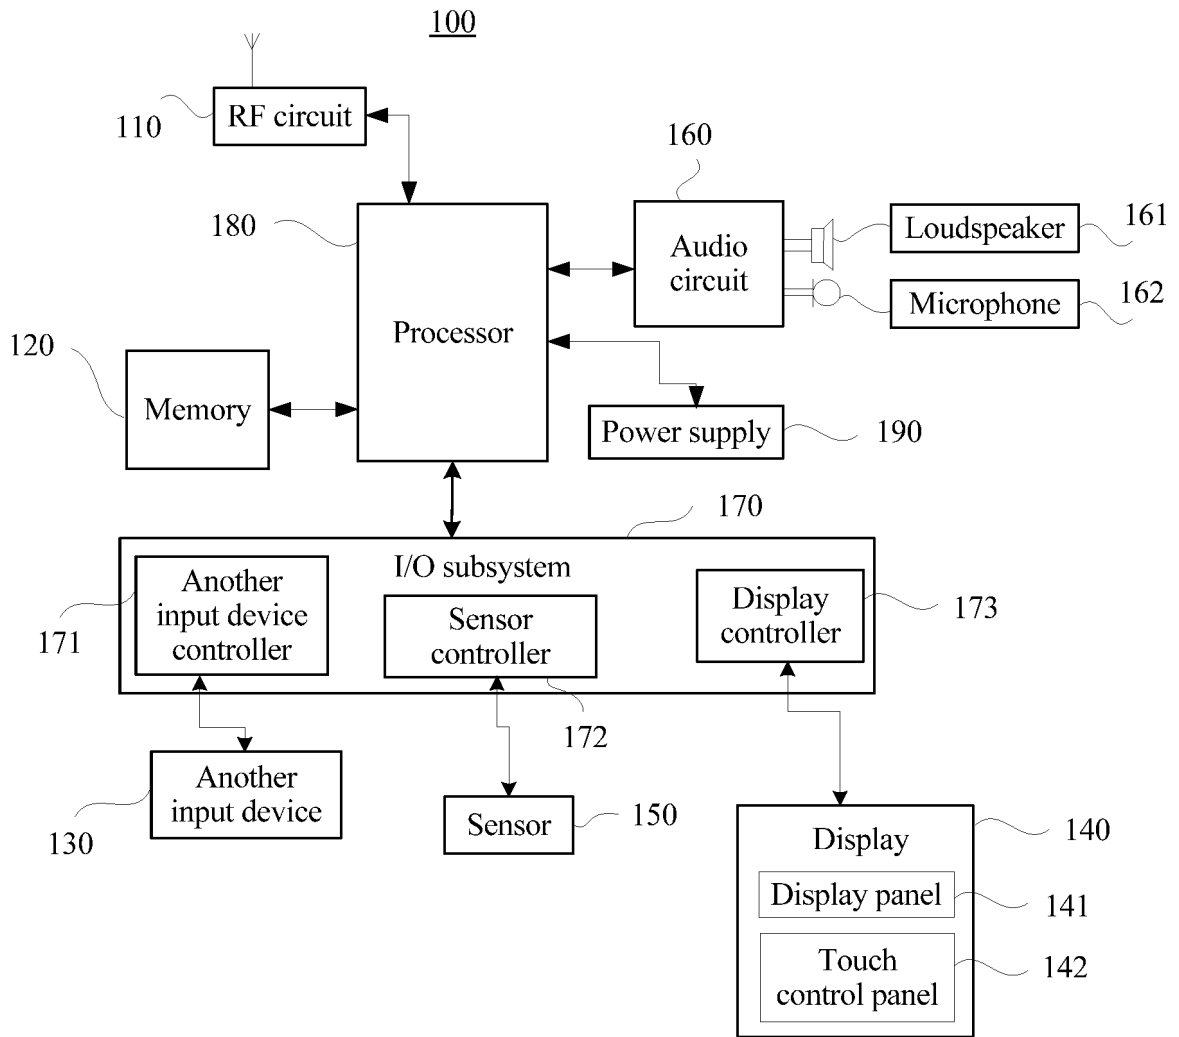 100
RF circuit
110
160
180
Audio
circuit
Loudspeaker
161
Microphone
162
Processor
120
Memory
Power supply
190
170
I/O subsystem
Another
input device
controller
171
Sensor
controller
172
Display
controller
173
Another
input device
130
Sensor
150
Display
140
Display panel
141
Touch
control panel
142